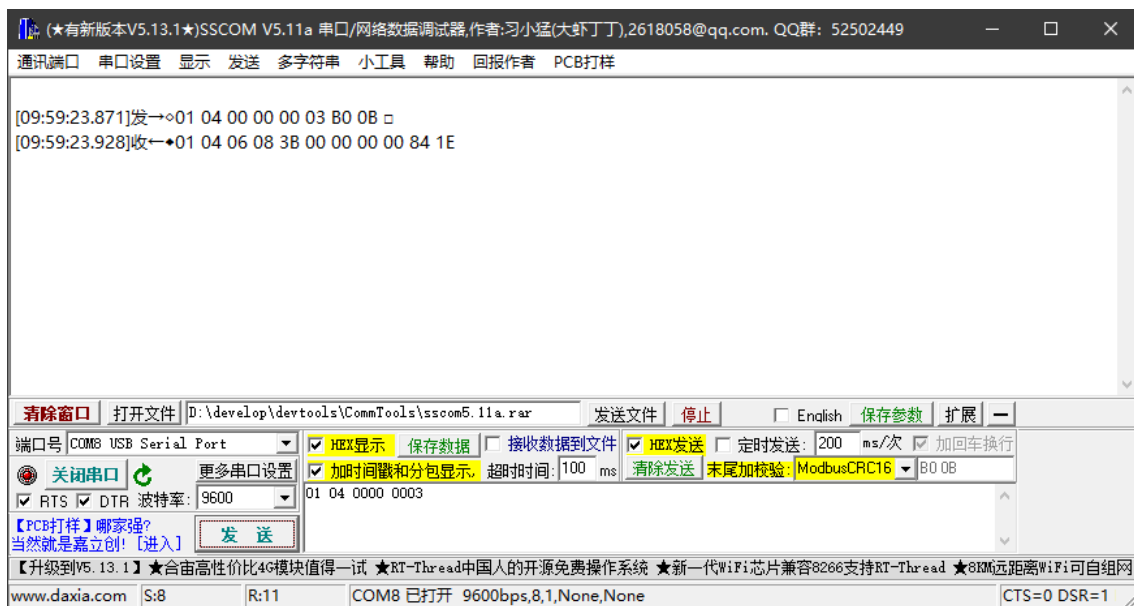 (★有新版本V5.13.1★)SSCOM V5.11a 串口/网络数据调试器,作者:习小猛(大虾丁丁),2618058@qq.com. QQ群：52502449
通讯端口 串口设置 显示 发送 多字符串 小工具 帮助 回报作者 PCB打样
[09:59:23.871]发→◇01 04 00 00 00 03 B0 0B □
[09:59:23.928]收←◆01 04 06 08 3B 00 00 00 00 84 1E
清除窗口 打开文件 D:\develop\devtools\CommTools\sscom5.11a.rar 发送文件 停止 English 保存参数 扩展 —
端口号 COM8 USB Serial Port HEX显示 保存数据 接收数据到文件 HEX发送 定时发送: 200 ms/次 加回车换行
关闭串口 更多串口设置 加时间戳和分包显示, 超时时间: 100 ms 清除发送 末尾加校验: ModbusCRC16 B0 0B
RTS DTR 波特率: 9600 01 04 0000 0003
【PCB打样】哪家强?
当然就是嘉立创! [进入] 发 送
【升级到V5.13.1】★合宙高性价比4G模块值得一试 ★RT-Thread中国人的开源免费操作系统 ★新一代WiFi芯片兼容8266支持RT-Thread ★8KM远距离WiFi可自组网
www.daxia.com S:8 R:11 COM8 已打开 9600bps,8,1,None,None CTS=0 DSR=1